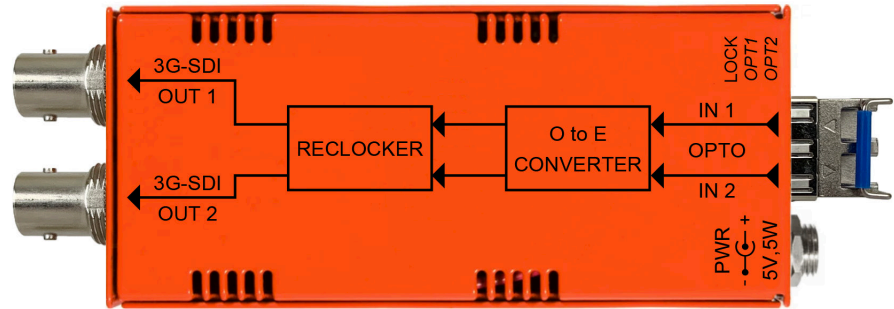 3G-SDI
OUT 1
3G-SDI
OUT 2
RECLOCKER
O to E
CONVERTER
IN 1
OPTO
IN 2
LOCK
OPT1
OPT2
PWR
- +
5V,5W